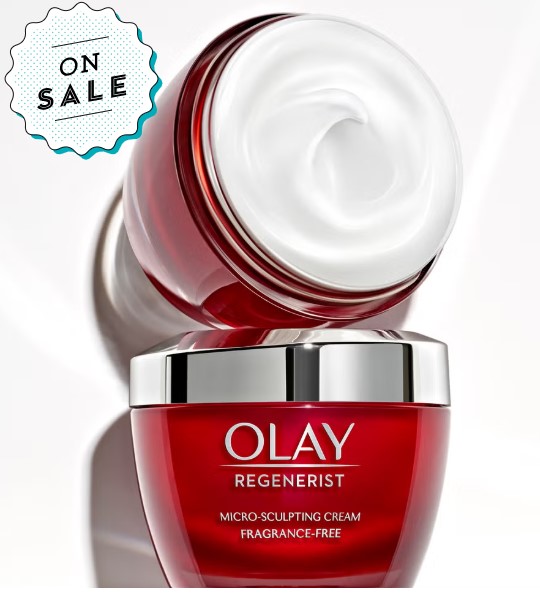 ON
SALE
OLAY
REGENERIST
MICRO-SCULPTING CREAM
FRAGRANCE-FREE